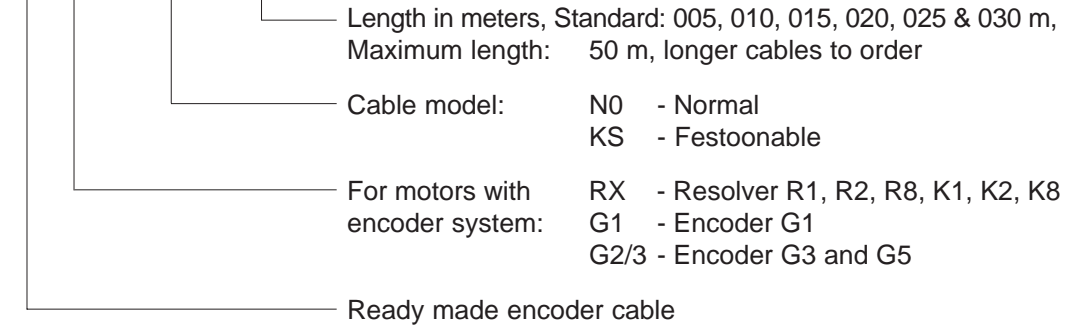 Length in meters, Standard: 005, 010, 015, 020, 025 & 030 m,
Maximum length: 50 m, longer cables to order
Cable model: N0 - Normal
KS - Festoonable
For motors with RX - Resolver R1, R2, R8, K1, K2, K8
encoder system: G1 - Encoder G1
G2/3 - Encoder G3 and G5
Ready made encoder cable